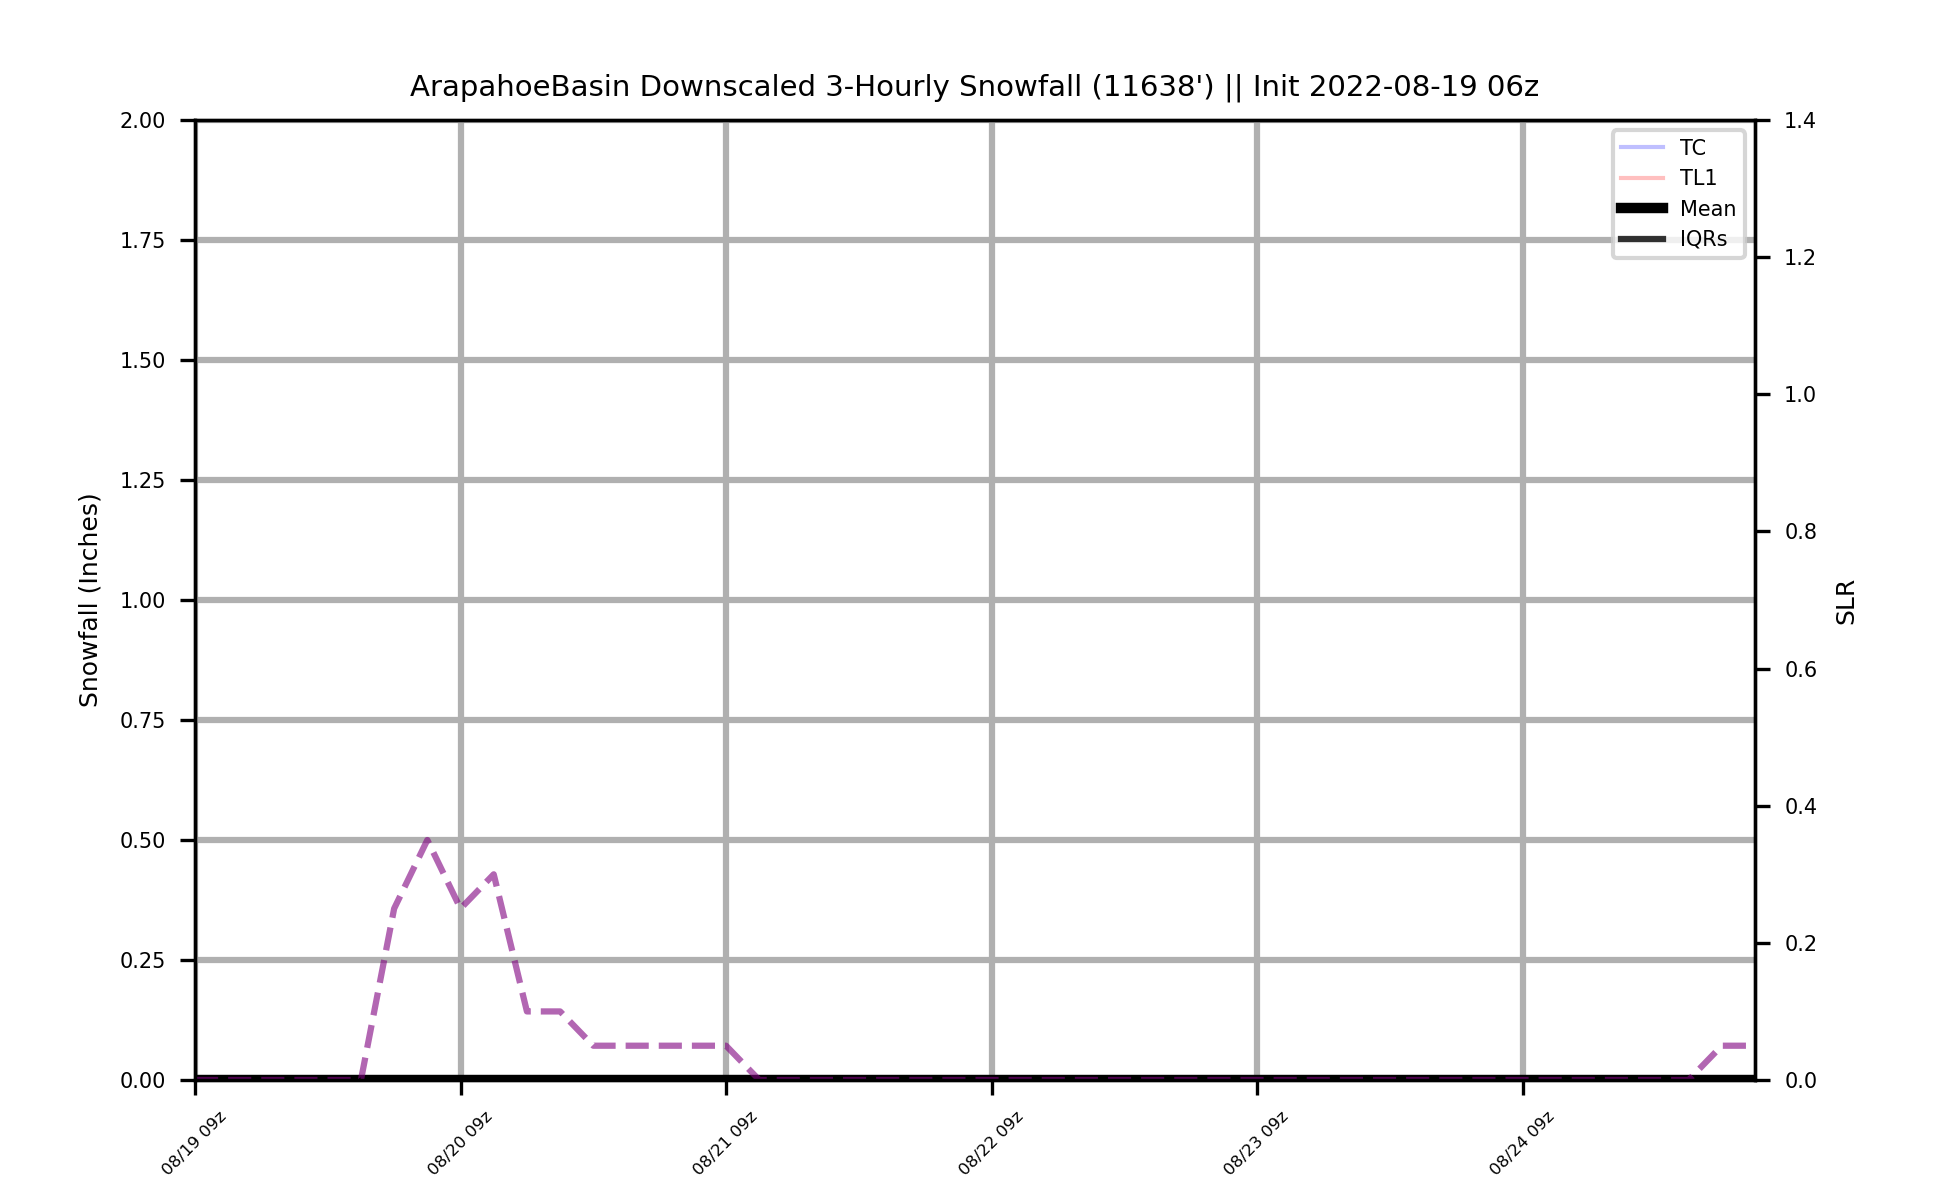 ArapahoeBasin Downscaled 3-Hourly Snowfall (11638') || Init 2022-08-19 06z
2.00
1.75
1.50
1.25
1.00
0.75
0.50
0.25
0.00
Snowfall (Inches)
TC
TL1
Mean
IQRs
1.4
1.2
1.0
0.8
0.6
0.4
0.2
0.0
SLR
08/19 09z
08/20 09z
08/21 09z
08/22 09z
08/23 09z
08/24 09z